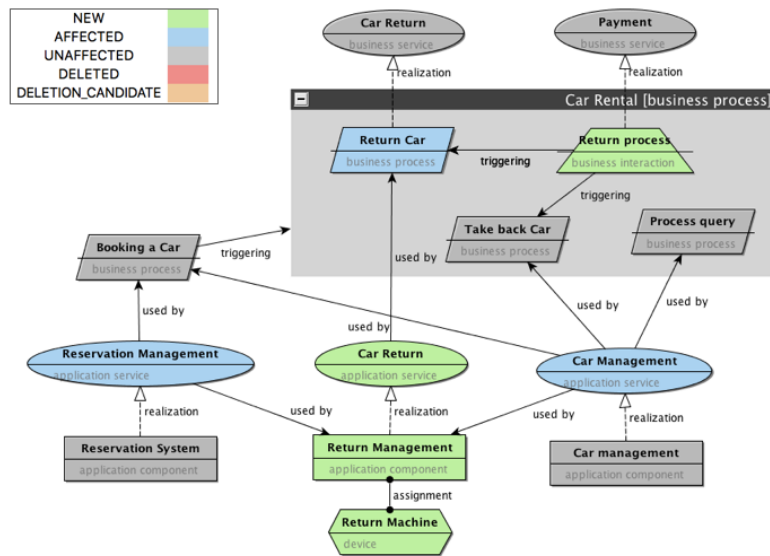 NEW
AFFECTED
UNAFFECTED
DELETED
DELETION_CANDIDATE
Car Return
business service
Payment
business service
realization
realization
Car Rental [business process]
Return Car
business process
Return process
business interaction
triggering
triggering
Take back Car
business process
Process query
business process
Booking a Car
business process
triggering
used by
used by
used by
used by
used by
Reservation Management
application service
Car Return
application service
Car Management
application service
realization
used by
realization
used by
realization
Reservation System
application component
Return Management
application component
Car management
application component
assignment
Return Machine
device